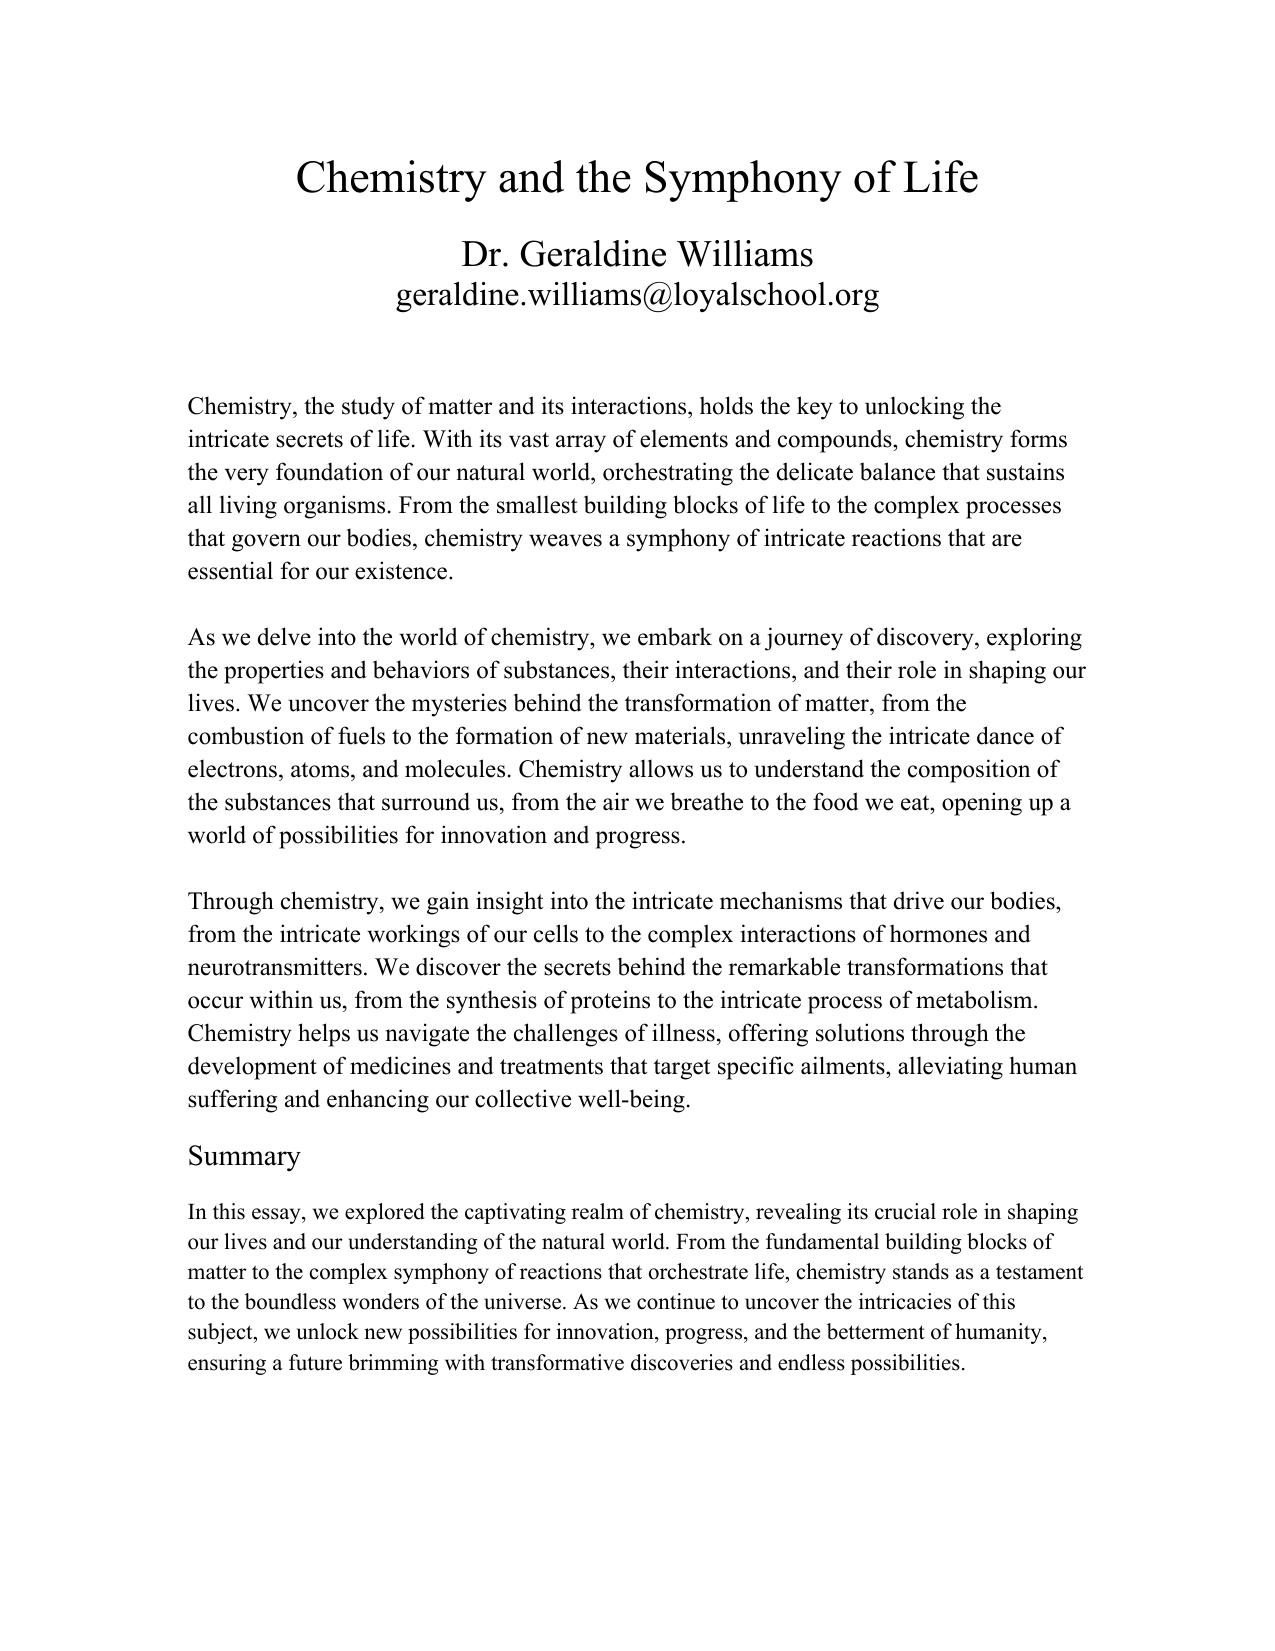 Chemistry and the Symphony of Life
Dr. Geraldine Williams
geraldine.williams@loyalschool.org
Chemistry, the study of matter and its interactions, holds the key to unlocking the
intricate secrets of life. With its vast array of elements and compounds, chemistry forms
the very foundation of our natural world, orchestrating the delicate balance that sustains
all living organisms. From the smallest building blocks of life to the complex processes
that govern our bodies, chemistry weaves a symphony of intricate reactions that are
essential for our existence.
As we delve into the world of chemistry, we embark on a journey of discovery, exploring
the properties and behaviors of substances, their interactions, and their role in shaping our
lives. We uncover the mysteries behind the transformation of matter, from the
combustion of fuels to the formation of new materials, unraveling the intricate dance of
electrons, atoms, and molecules. Chemistry allows us to understand the composition of
the substances that surround us, from the air we breathe to the food we eat, opening up a
world of possibilities for innovation and progress.
Through chemistry, we gain insight into the intricate mechanisms that drive our bodies,
from the intricate workings of our cells to the complex interactions of hormones and
neurotransmitters. We discover the secrets behind the remarkable transformations that
occur within us, from the synthesis of proteins to the intricate process of metabolism.
Chemistry helps us navigate the challenges of illness, offering solutions through the
development of medicines and treatments that target specific ailments, alleviating human
suffering and enhancing our collective well-being.
Summary
In this essay, we explored the captivating realm of chemistry, revealing its crucial role in shaping
our lives and our understanding of the natural world. From the fundamental building blocks of
matter to the complex symphony of reactions that orchestrate life, chemistry stands as a testament
to the boundless wonders of the universe. As we continue to uncover the intricacies of this
subject, we unlock new possibilities for innovation, progress, and the betterment of humanity,
ensuring a future brimming with transformative discoveries and endless possibilities.